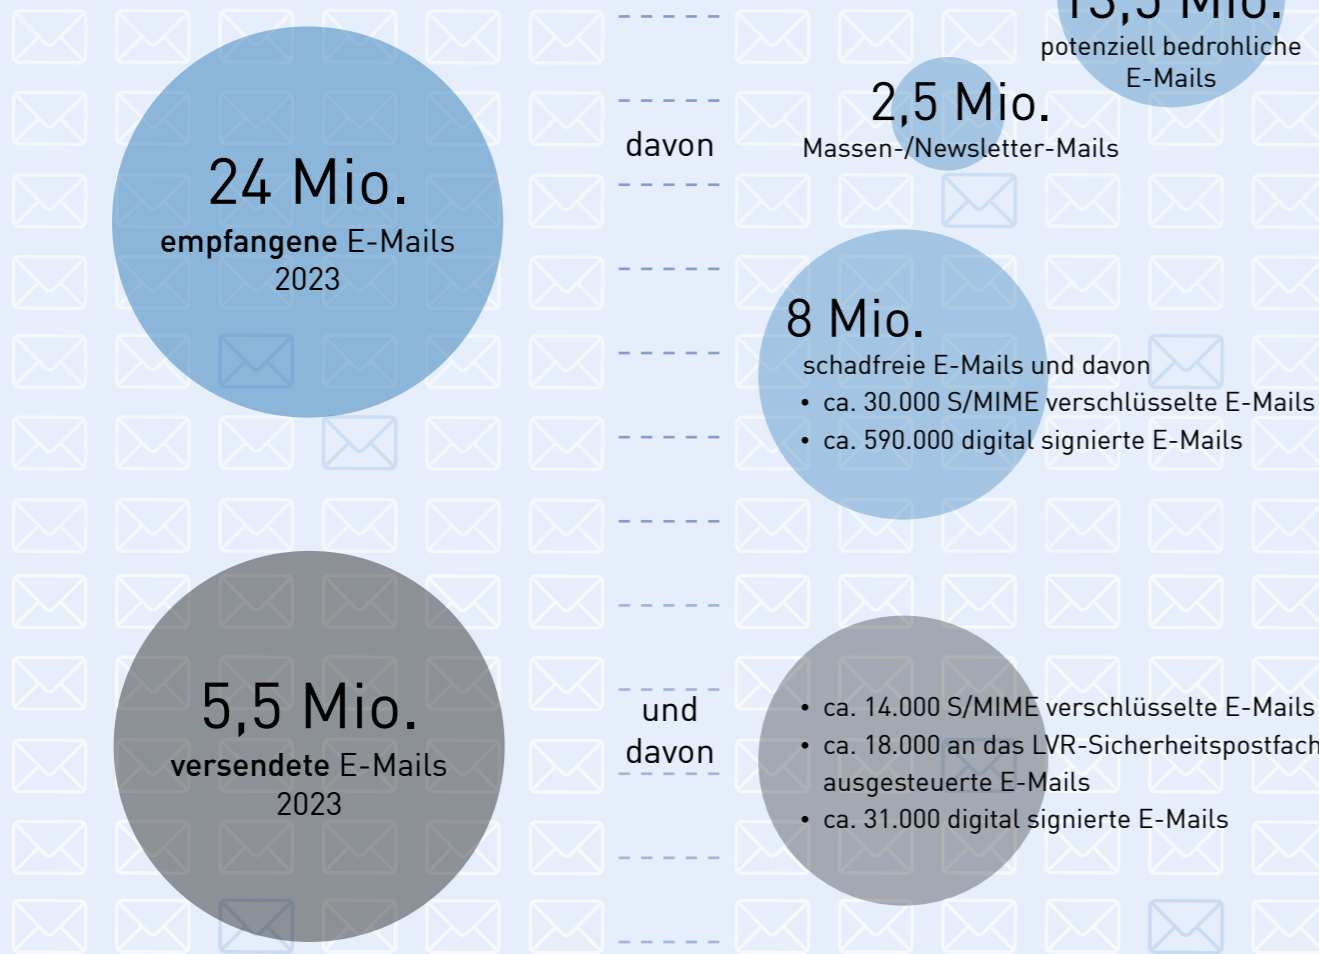 24 Mio.
empfangene E-Mails
2023
davon
13,5 Mio.
potenziell bedrohliche
E-Mails
2,5 Mio.
Massen-/Newsletter-Mails
8 Mio.
schadfreie E-Mails und davon
• ca. 30.000 S/MIME verschlüsselte E-Mails
• ca. 590.000 digital signierte E-Mails
5,5 Mio.
versendete E-Mails
2023
und
davon
• ca. 14.000 S/MIME verschlüsselte E-Mails
• ca. 18.000 an das LVR-Sicherheitspostfach
ausgesteuerte E-Mails
• ca. 31.000 digital signierte E-Mails